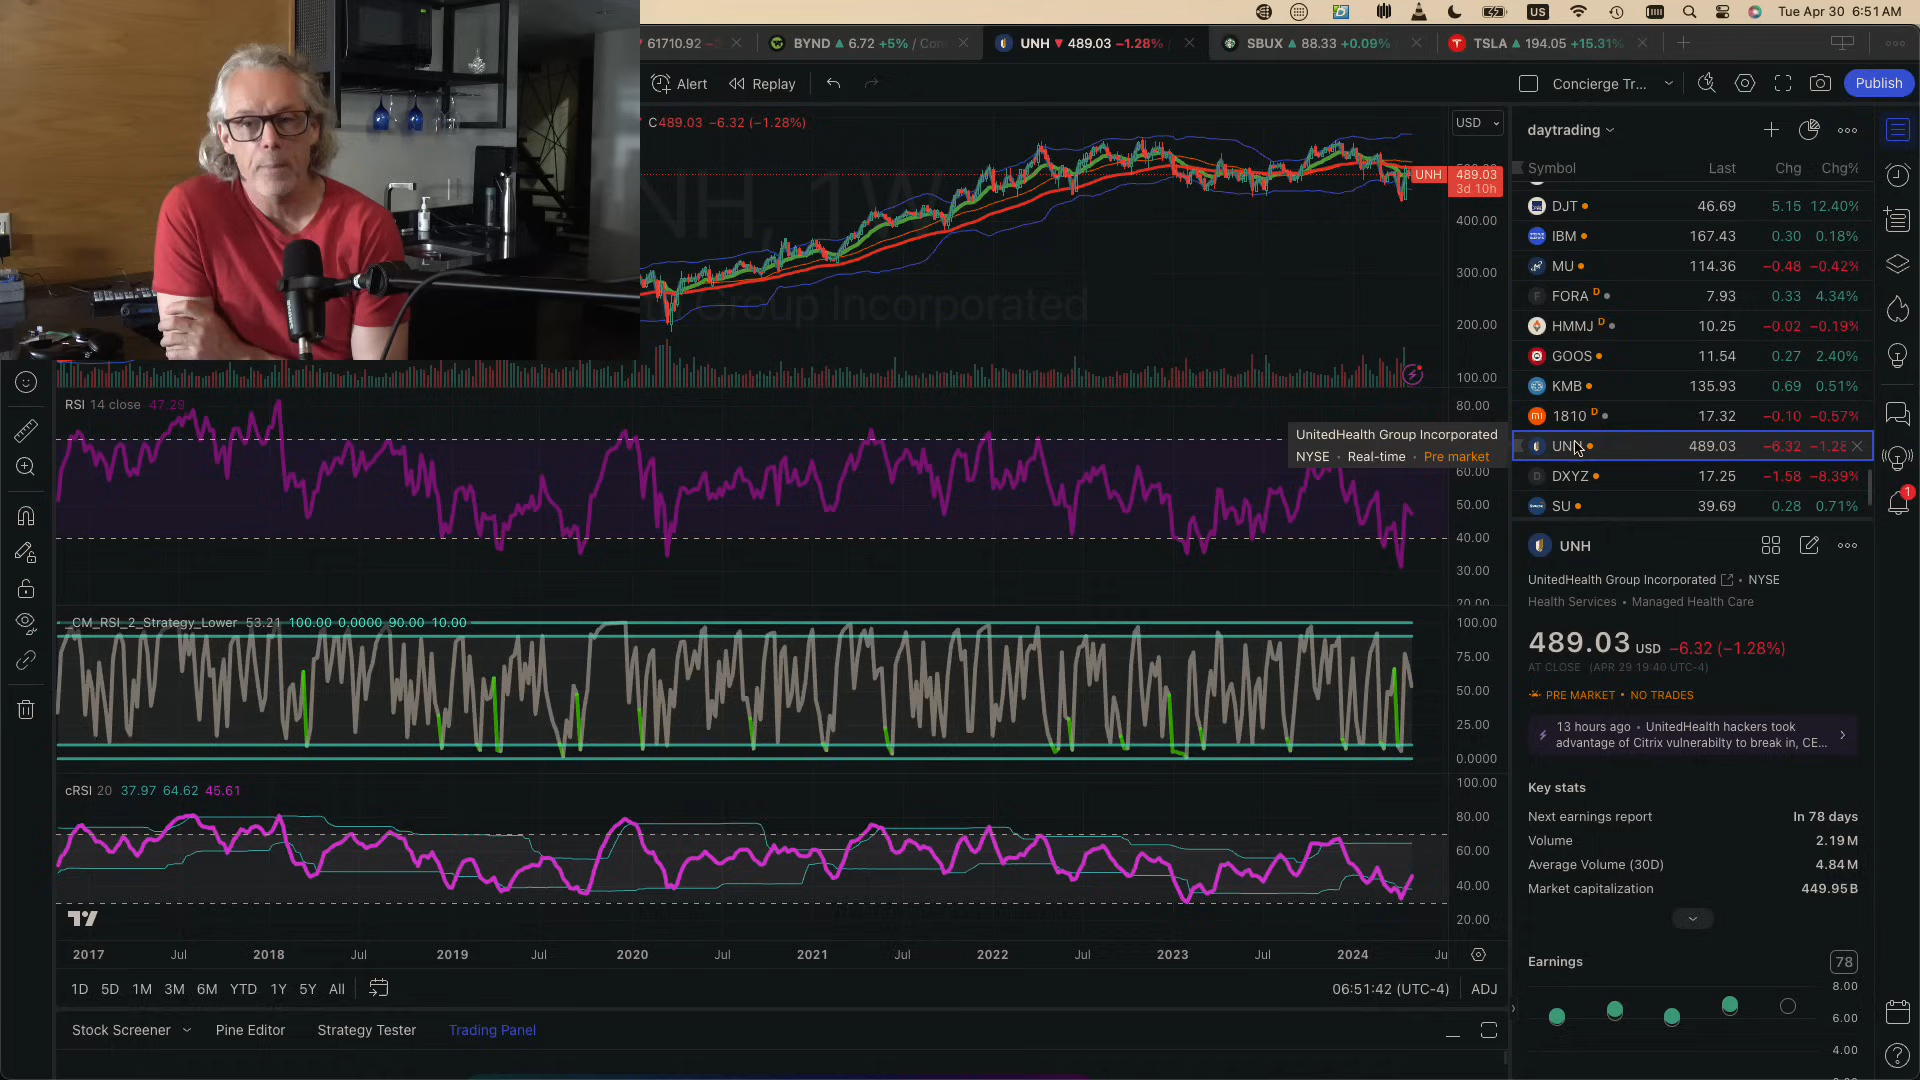 US
Tue Apr 30 6:51 AM
61710.92
BYND 6.72 +5% / Con
UNH 489.03 −1.28%
SBUX 88.33 +0.09%
TSLA 194.05 +15.31%
Alert
Replay
Concierge Tr...
Publish
C489.03 −6.32 (−1.28%)
USD
UNH 489.03
3d 10h
400.00
300.00
200.00
100.00
NH, 1W
Group Incorporated
daytrading
Symbol Last Chg Chg%
DJT 46.69 5.15 12.40%
IBM 167.43 0.30 0.18%
MU 114.36 −0.48 −0.42%
FORA D 7.93 0.33 4.34%
HMMJ D 10.25 −0.02 −0.19%
GOOS 11.54 0.27 2.40%
KMB 135.93 0.69 0.51%
1810 D 17.32 −0.10 −0.57%
UNH 489.03 −6.32 −1.28
DXYZ 17.25 −1.58 −8.39%
SU 39.69 0.28 0.71%
1
UnitedHealth Group Incorporated
NYSE · Real-time · Pre market
RSI 14 close 47.29
80.00
60.00
50.00
40.00
30.00
20.00
_CM_RSI_2_Strategy_Lower 53.21 100.00 0.0000 90.00 10.00
100.00
75.00
50.00
25.00
0.0000
cRSI 20 37.97 64.62 45.61
100.00
80.00
60.00
40.00
20.00
2017 Jul 2018 Jul 2019 Jul 2020 Jul 2021 Jul 2022 Jul 2023 Jul 2024 Ju
1D 5D 1M 3M 6M YTD 1Y 5Y All
06:51:42 (UTC-4) ADJ
Stock Screener Pine Editor Strategy Tester Trading Panel
UNH
UnitedHealth Group Incorporated • NYSE
Health Services • Managed Health Care
489.03 USD −6.32 (−1.28%)
AT CLOSE (APR 29 19:40 UTC-4)
PRE MARKET • NO TRADES
13 hours ago • UnitedHealth hackers took
advantage of Citrix vulnerabilty to break in, CE...
Key stats
Next earnings report In 78 days
Volume 2.19M
Average Volume (30D) 4.84M
Market capitalization 449.95B
Earnings 78
8.00
6.00
4.00